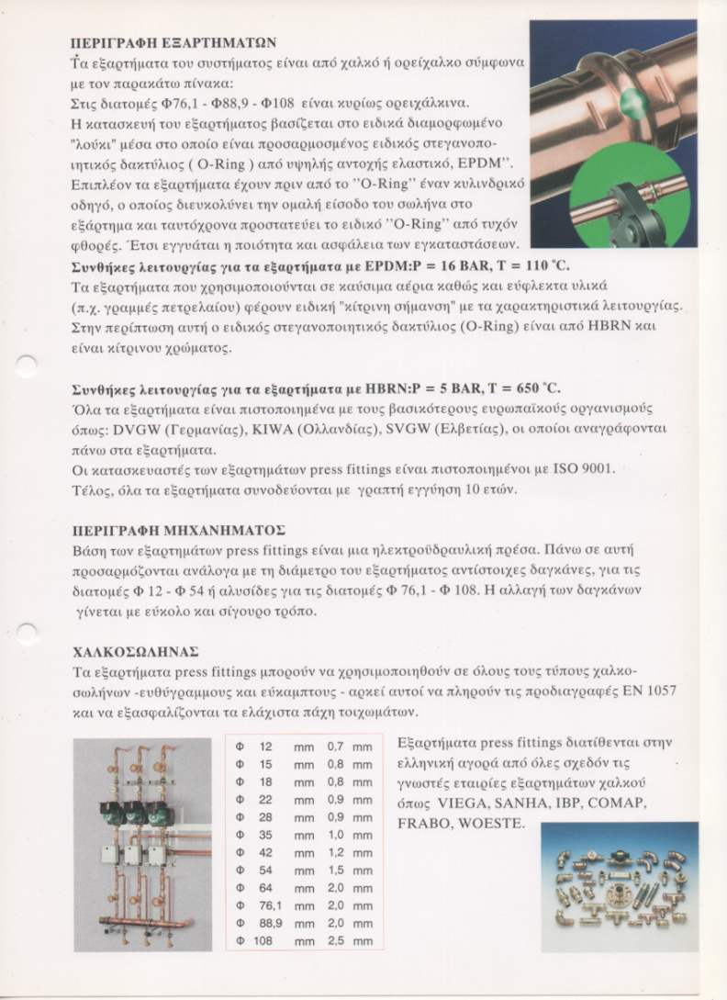 ΠΕΡΙΓΡΑΦΗ ΕΞΑΡΤΗΜΑΤΩΝ
Τα εξαρτήματα του συστήματος είναι από χαλκό ή ορείχαλκο σύμφωνα
με τον παρακάτω πίνακα:
Στις διατομές Φ76,1 - Φ88,9 - Φ108 είναι κυρίως ορειχάλκινα.
Η κατασκευή του εξαρτήματος βασίζεται στο ειδικά διαμορφωμένο
"λούκι" μέσα στο οποίο είναι προσαρμοσμένος ειδικός στεγανοπο-
ιητικός δακτύλιος ( O-Ring ) από υψηλής αντοχής ελαστικό, EPDM’’.
Επιπλέον τα εξαρτήματα έχουν πριν από το ’’O-Ring’’ έναν κυλινδρικό
οδηγό, ο οποίος διευκολύνει την ομαλή είσοδο του σωλήνα στο
εξάρτημα και ταυτόχρονα προστατεύει το ειδικό ’’O-Ring’’ από τυχόν
φθορές. Έτσι εγγυάται η ποιότητα και ασφάλεια των εγκαταστάσεων.
Συνθήκες λειτουργίας για τα εξαρτήματα με EPDM:P = 16 BAR, T = 110 °C.
Τα εξαρτήματα που χρησιμοποιούνται σε καύσιμα αέρια καθώς και εύφλεκτα υλικά
(π.χ. γραμμές πετρελαίου) φέρουν ειδική "κίτρινη σήμανση" με τα χαρακτηριστικά λειτουργίας.
Στην περίπτωση αυτή ο ειδικός στεγανοποιητικός δακτύλιος (O-Ring) είναι από HBRN και
είναι κίτρινου χρώματος.
Συνθήκες λειτουργίας για τα εξαρτήματα με HBRN:P = 5 BAR, T = 650 °C.
Όλα τα εξαρτήματα είναι πιστοποιημένα με τους βασικότερους ευρωπαϊκούς οργανισμούς
όπως: DVGW (Γερμανίας), KIWA (Ολλανδίας), SVGW (Ελβετίας), οι οποίοι αναγράφονται
πάνω στα εξαρτήματα.
Οι κατασκευαστές των εξαρτημάτων press fittings είναι πιστοποιημένοι με ISO 9001.
Τέλος, όλα τα εξαρτήματα συνοδεύονται με γραπτή εγγύηση 10 ετών.
ΠΕΡΙΓΡΑΦΗ ΜΗΧΑΝΗΜΑΤΟΣ
Βάση των εξαρτημάτων press fittings είναι μια ηλεκτροϋδραυλική πρέσα. Πάνω σε αυτή
προσαρμόζονται ανάλογα με τη διάμετρο του εξαρτήματος αντίστοιχες δαγκάνες, για τις
διατομές Φ 12 - Φ 54 ή αλυσίδες για τις διατομές Φ 76,1 - Φ 108. Η αλλαγή των δαγκάνων
γίνεται με εύκολο και σίγουρο τρόπο.
ΧΑΛΚΟΣΩΛΗΝΑΣ
Τα εξαρτήματα press fittings μπορούν να χρησιμοποιηθούν σε όλους τους τύπους χαλκο-
σωλήνων -ευθύγραμμους και εύκαμπτους - αρκεί αυτοί να πληρούν τις προδιαγραφές EN 1057
και να εξασφαλίζονται τα ελάχιστα πάχη τοιχωμάτων.
Φ 12 mm 0,7 mm
Φ 15 mm 0,8 mm
Φ 18 mm 0,8 mm
Φ 22 mm 0,9 mm
Φ 28 mm 0,9 mm
Φ 35 mm 1,0 mm
Φ 42 mm 1,2 mm
Φ 54 mm 1,5 mm
Φ 64 mm 2,0 mm
Φ 76,1 mm 2,0 mm
Φ 88,9 mm 2,0 mm
Φ 108 mm 2,5 mm
Εξαρτήματα press fittings διατίθενται στην
ελληνική αγορά από όλες σχεδόν τις
γνωστές εταιρίες εξαρτημάτων χαλκού
όπως VIEGA, SANHA, IBP, COMAP,
FRABO, WOESTE.